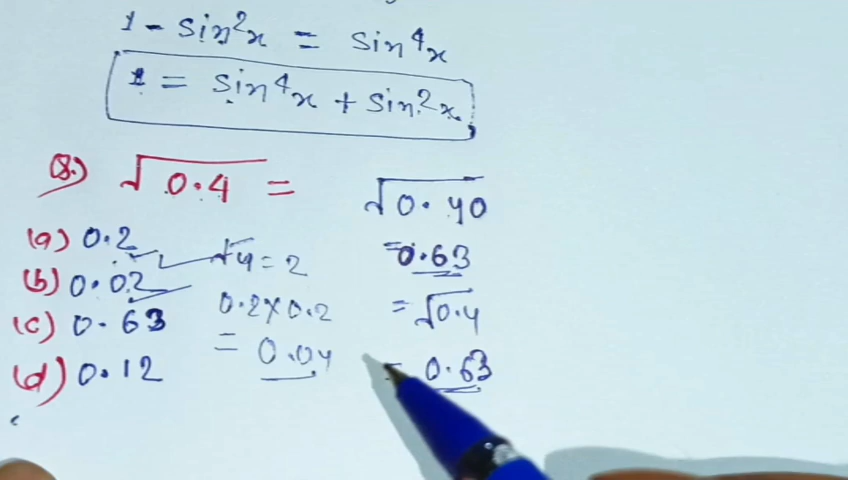 1 - sin²x = sin⁴x
1 = sin⁴x + sin²x
Q.) √0.4 =
(a) 0.2
(b) 0.02
(c) 0.63
(d) 0.12
√4 = 2
0.2×0.2
= 0.04
√0.40
= 0.63
= √0.4
= 0.63